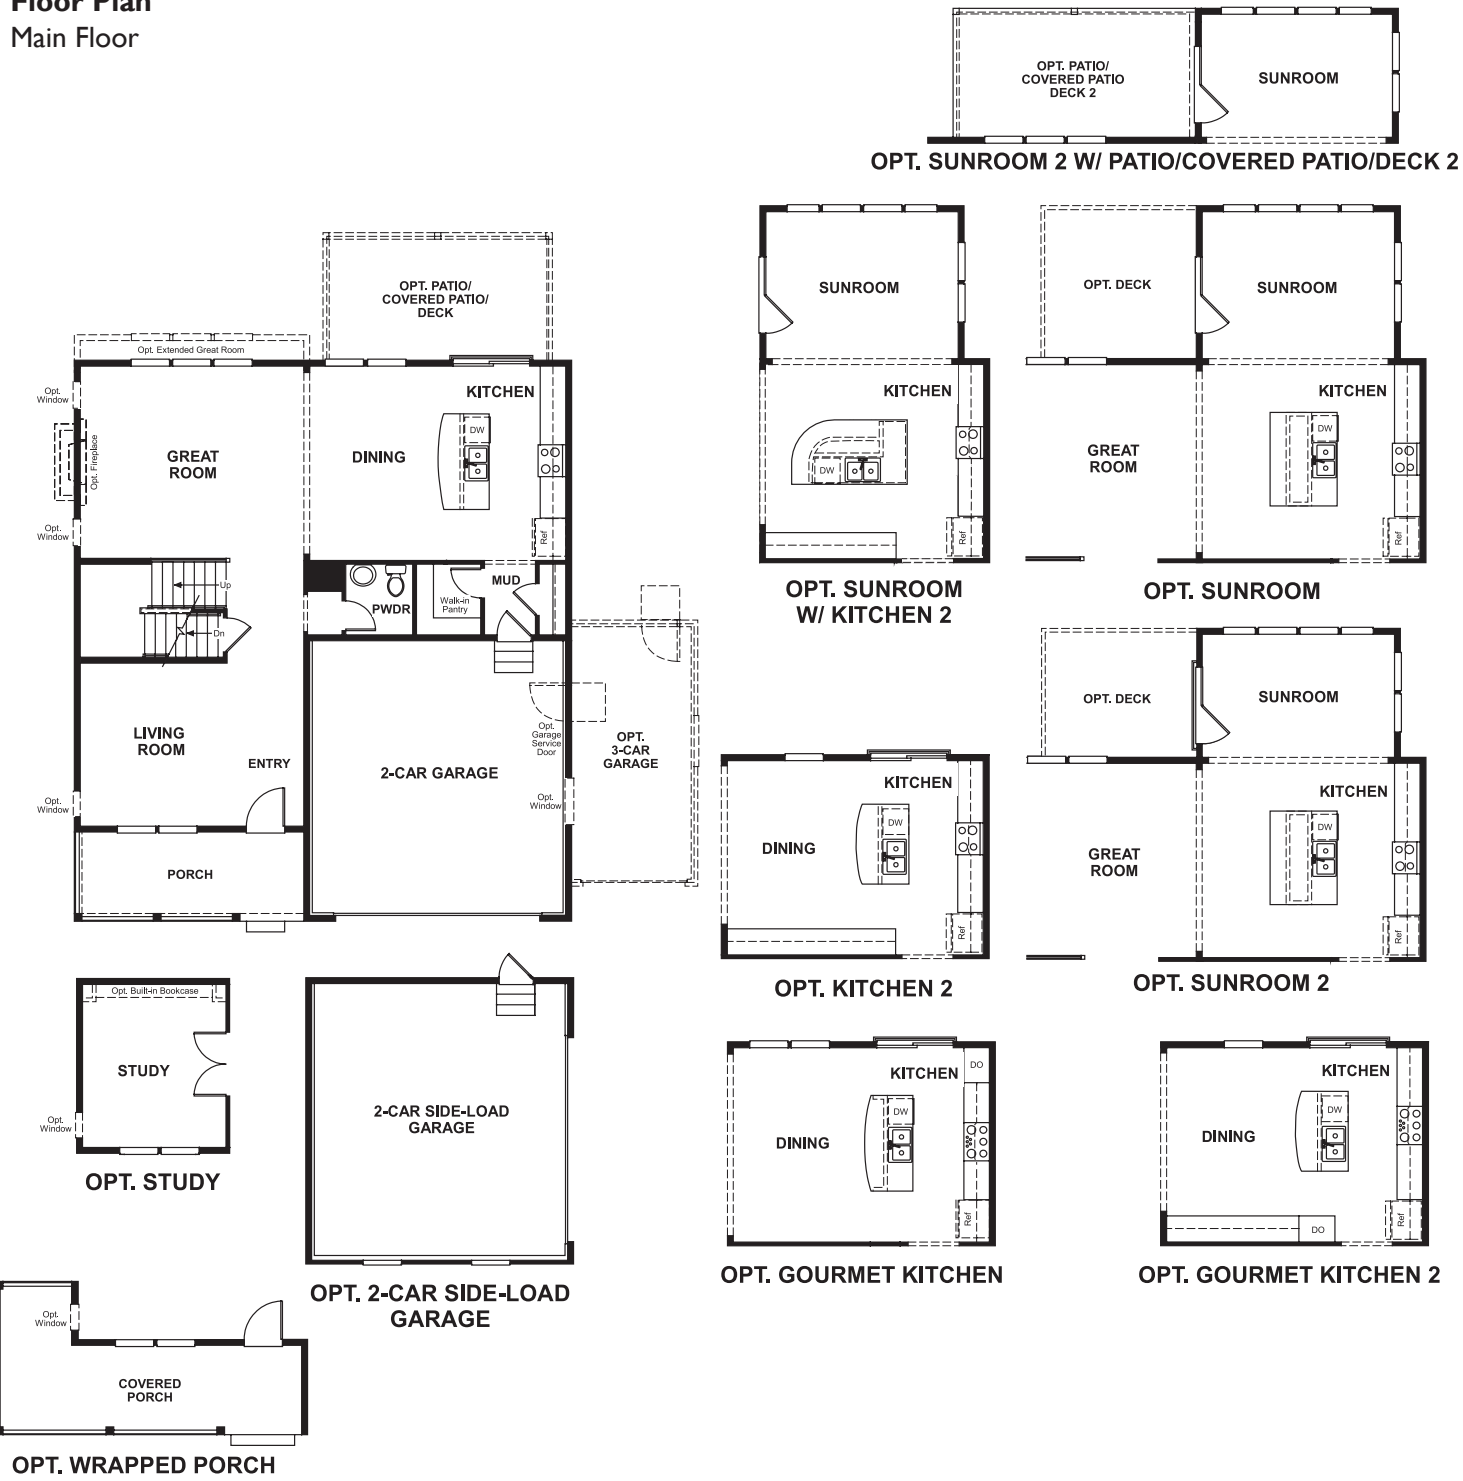 Floor Plan
Main Floor
OPT. PATIO/
COVERED PATIO
DECK 2
SUNROOM
OPT. SUNROOM 2 W/ PATIO/COVERED PATIO/DECK 2
OPT. PATIO/
COVERED PATIO/
DECK
Opt. Extended Great Room
Opt.
Window
Opt. Fireplace
GREAT
ROOM
DINING
KITCHEN
DW
Ref
Opt.
Window
Up
Dn
PWDR
Walk-in
Pantry
MUD
LIVING
ROOM
ENTRY
Opt.
Window
2-CAR GARAGE
Opt.
Garage
Service
Door
Opt.
Window
OPT.
3-CAR
GARAGE
PORCH
SUNROOM
KITCHEN
DW
Ref
OPT. SUNROOM
W/ KITCHEN 2
OPT. DECK
SUNROOM
KITCHEN
GREAT
ROOM
DW
Ref
OPT. SUNROOM
KITCHEN
DINING
DW
Ref
OPT. KITCHEN 2
OPT. DECK
SUNROOM
KITCHEN
GREAT
ROOM
DW
Ref
OPT. SUNROOM 2
Opt. Built-in Bookcase
STUDY
Opt.
Window
OPT. STUDY
2-CAR SIDE-LOAD
GARAGE
OPT. 2-CAR SIDE-LOAD
GARAGE
KITCHEN
DO
DW
DINING
Ref
OPT. GOURMET KITCHEN
KITCHEN
DW
DINING
Ref
DO
OPT. GOURMET KITCHEN 2
Opt.
Window
COVERED
PORCH
OPT. WRAPPED PORCH